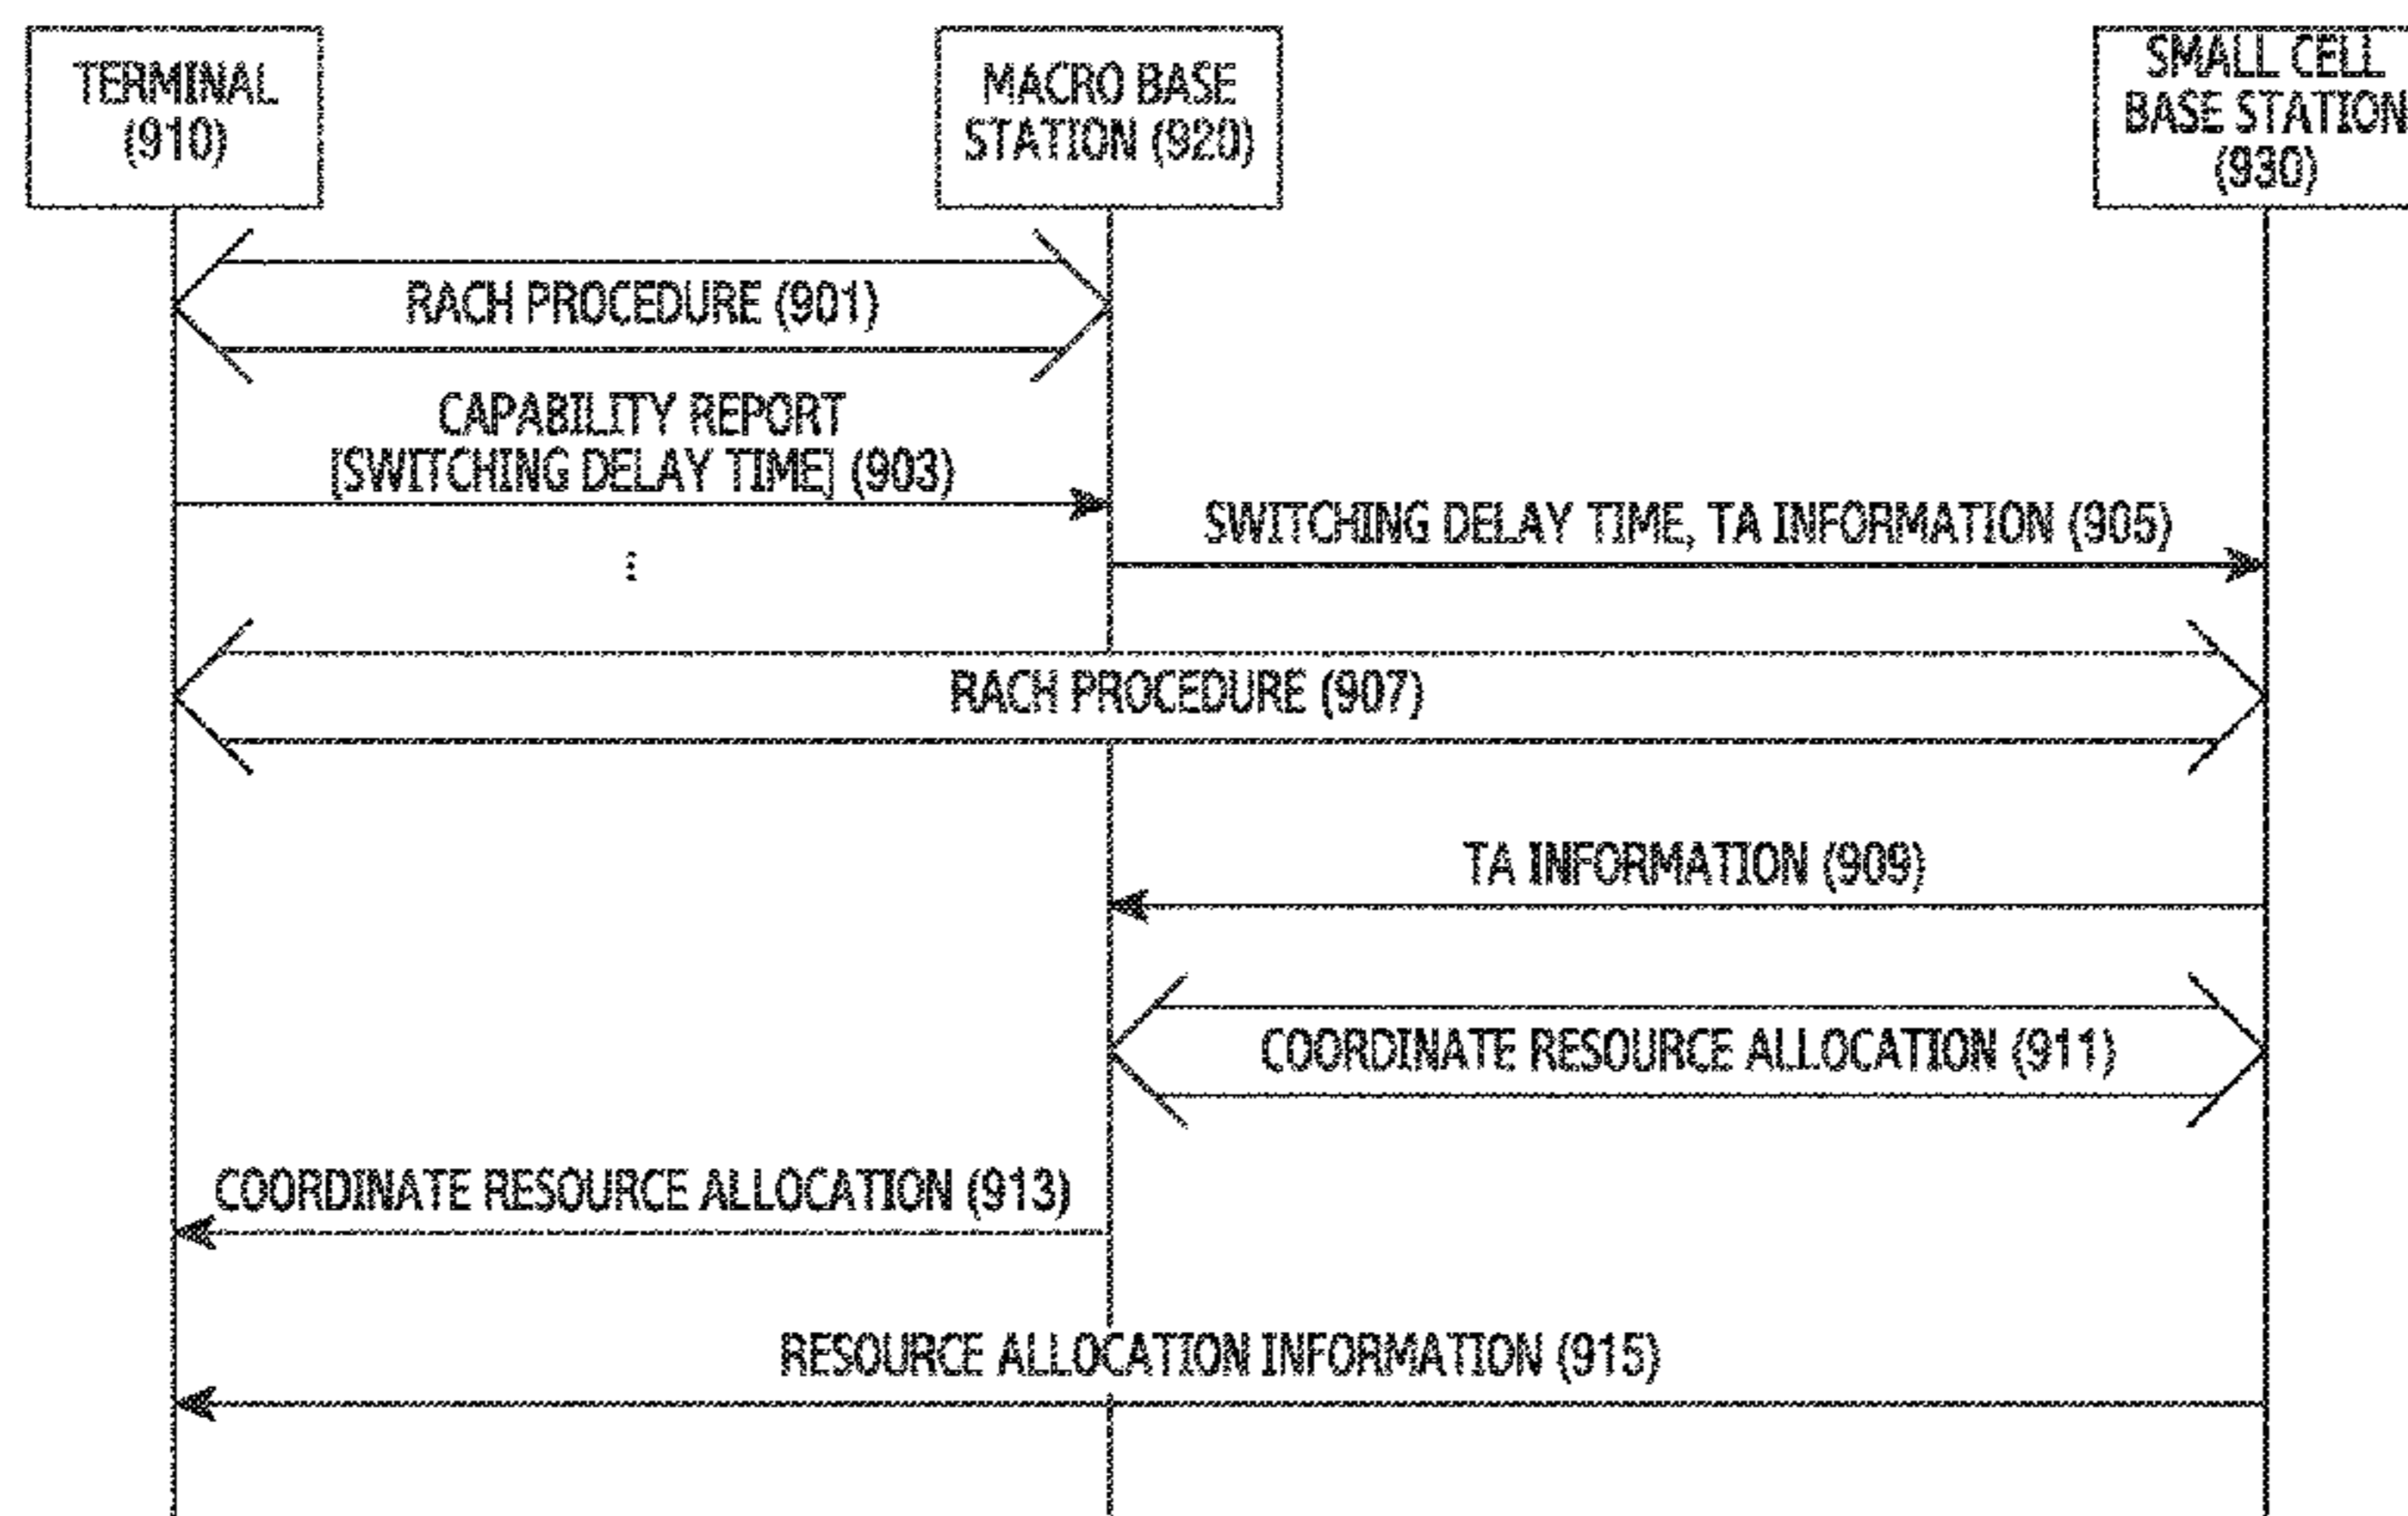 TERMINAL
(910)
MACRO BASE
STATION (920)
SMALL CELL
BASE STATION
(930)
RACH PROCEDURE (901)
CAPABILITY REPORT
[SWITCHING DELAY TIME] (903)
SWITCHING DELAY TIME, TA INFORMATION (905)
RACH PROCEDURE (907)
TA INFORMATION (909)
COORDINATE RESOURCE ALLOCATION (911)
COORDINATE RESOURCE ALLOCATION (913)
RESOURCE ALLOCATION INFORMATION (915)